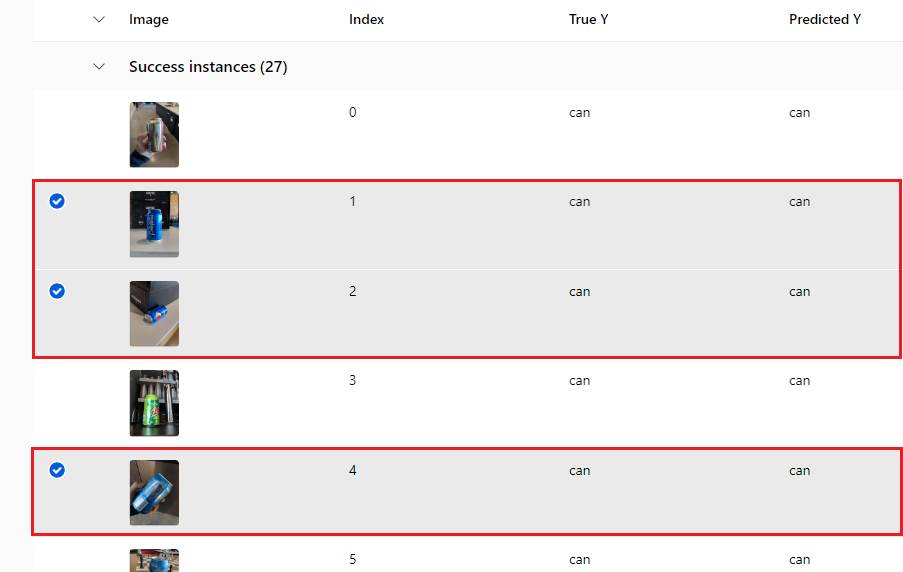 Image Index True Y Predicted Y
Success instances (27)
0 can can
1 can can
2 can can
3 can can
4 can can
5 can can